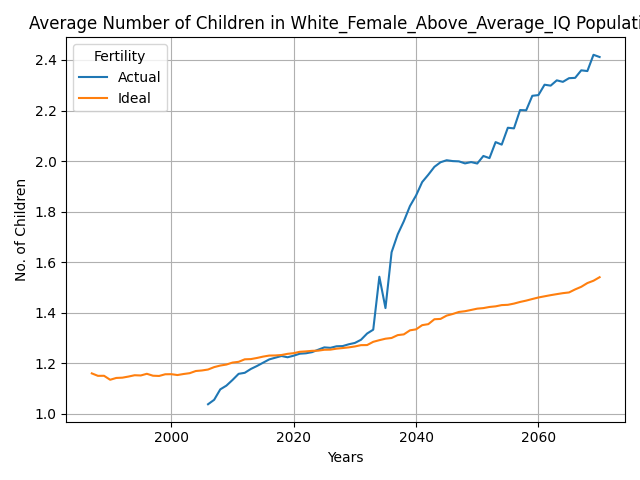 Average Number of Children in White_Female_Above_Average_IQ Populati
Fertility
Actual
Ideal
No. of Children
2.4
2.2
2.0
1.8
1.6
1.4
1.2
1.0
2000 2020 2040 2060
Years